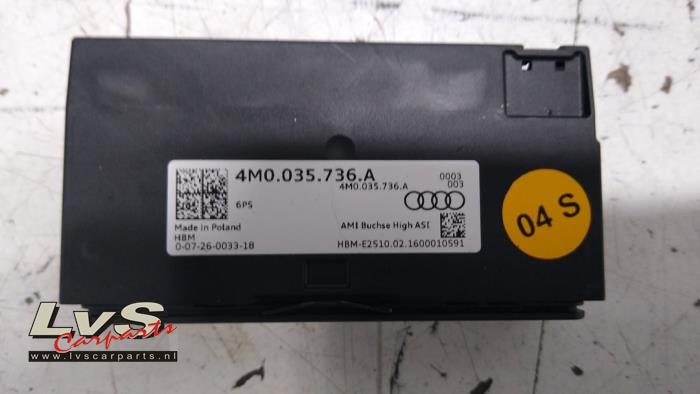 4M0.035.736.A
4M0.035.736.A
0003
003
6PS
Made in Poland
HBM
0-07-26-0033-18
AMI Buchse High ASI
HBM-E2510.02.1600010591
04 S
LvS
Carparts
www.lvscarparts.nl